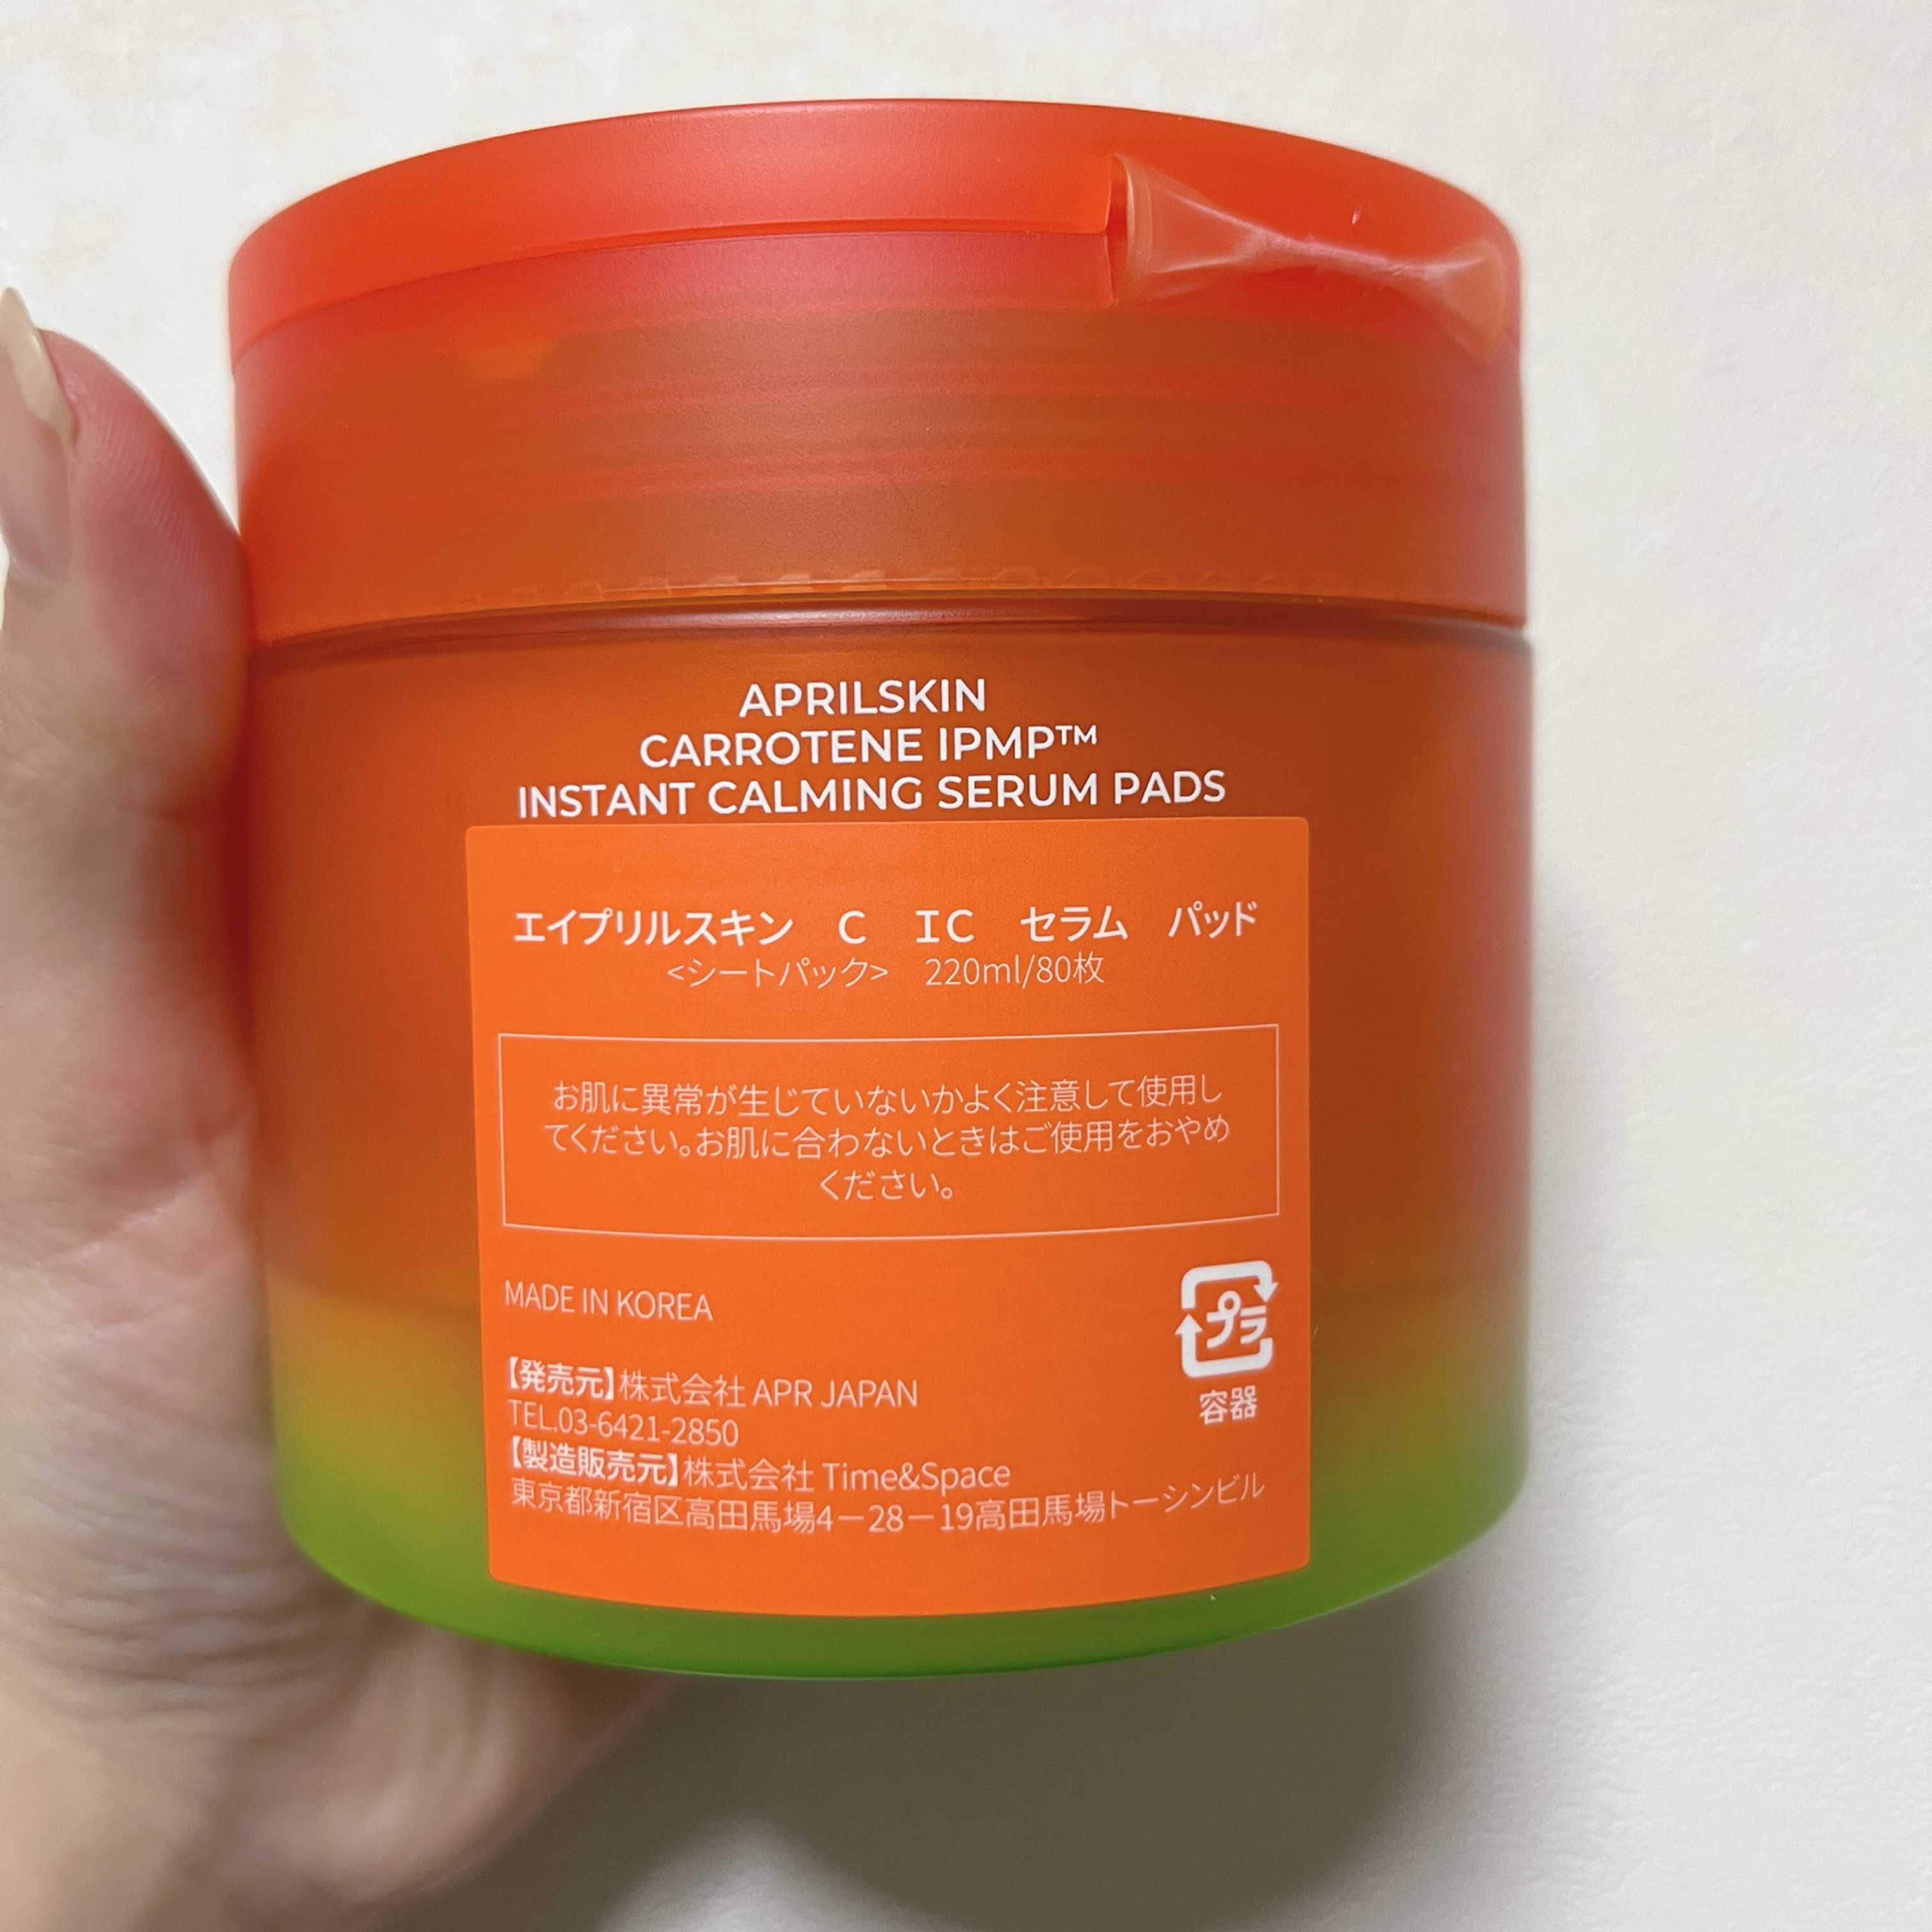 APRILSKIN
CARROTENE IPMP™
INSTANT CALMING SERUM PADS
エイプリルスキン　C　IC　セラム　パッド
<シートパック>　220ml/80枚
お肌に異常が生じていないかよく注意して使用し
てください。お肌に合わないときはご使用をおやめ
ください。
MADE IN KOREA
プラ
容器
【発売元】株式会社 APR JAPAN
TEL.03-6421-2850
【製造販売元】株式会社 Time&Space
東京都新宿区高田馬場4－28－19高田馬場トーシンビル